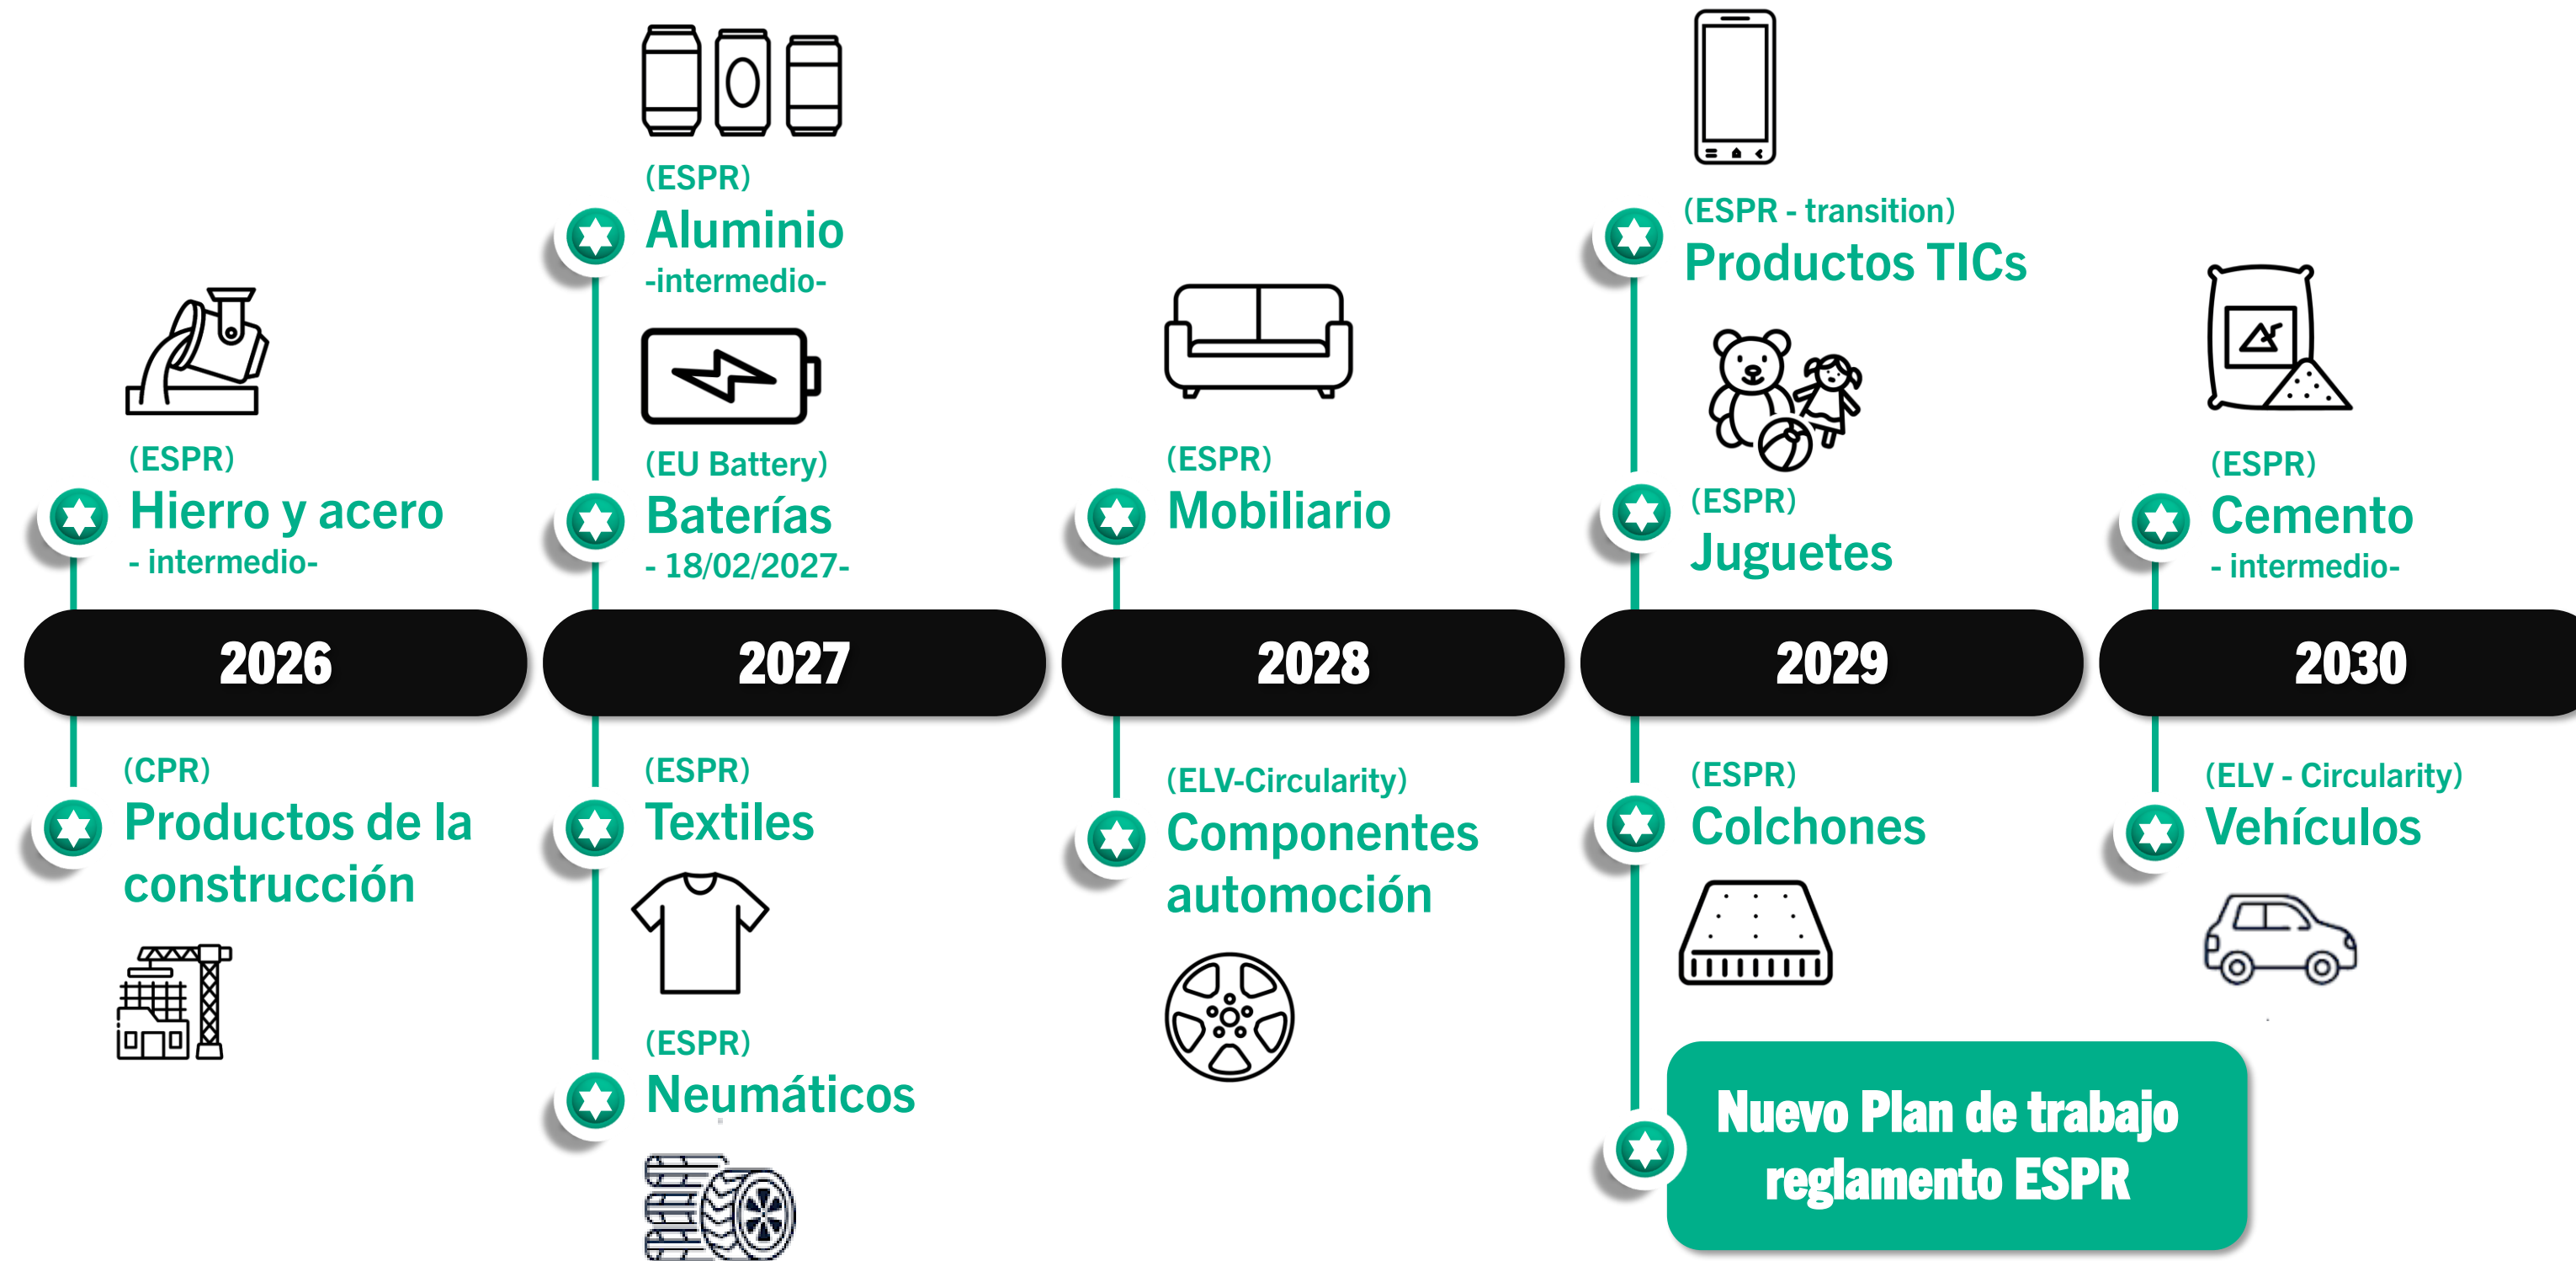 (ESPR)
Hierro y acero
- intermedio-
2026
(CPR)
Productos de la
construcción
(ESPR)
Aluminio
-intermedio-
(EU Battery)
Baterías
- 18/02/2027-
2027
(ESPR)
Textiles
(ESPR)
Neumáticos
(ESPR)
Mobiliario
2028
(ELV-Circularity)
Componentes
automoción
(ESPR - transition)
Productos TICs
(ESPR)
Juguetes
2029
(ESPR)
Colchones
Nuevo Plan de trabajo
reglamento ESPR
(ESPR)
Cemento
- intermedio-
2030
(ELV - Circularity)
Vehículos